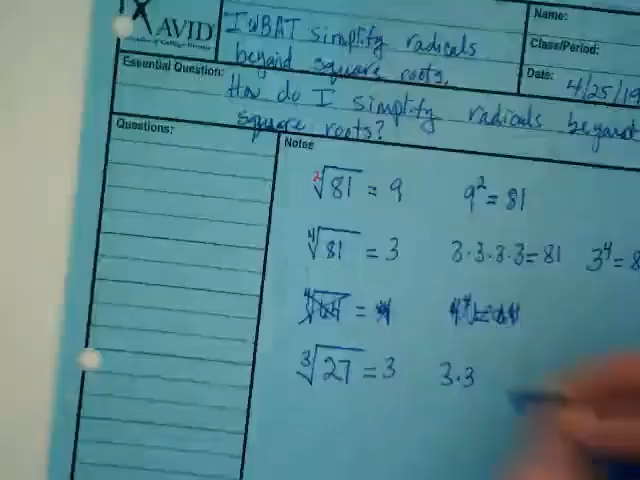 AVID
IWBAT simplify radicals
beyond square roots.
Name:
Class/Period:
Date: 4/25/19
Essential Question:
How do I simplify radicals beyond
square roots?
Questions:
Notes
²√81 = 9 9² = 81
⁴√81 = 3 3·3·3·3 = 81 3⁴ = 8
³√27 = 3 3·3